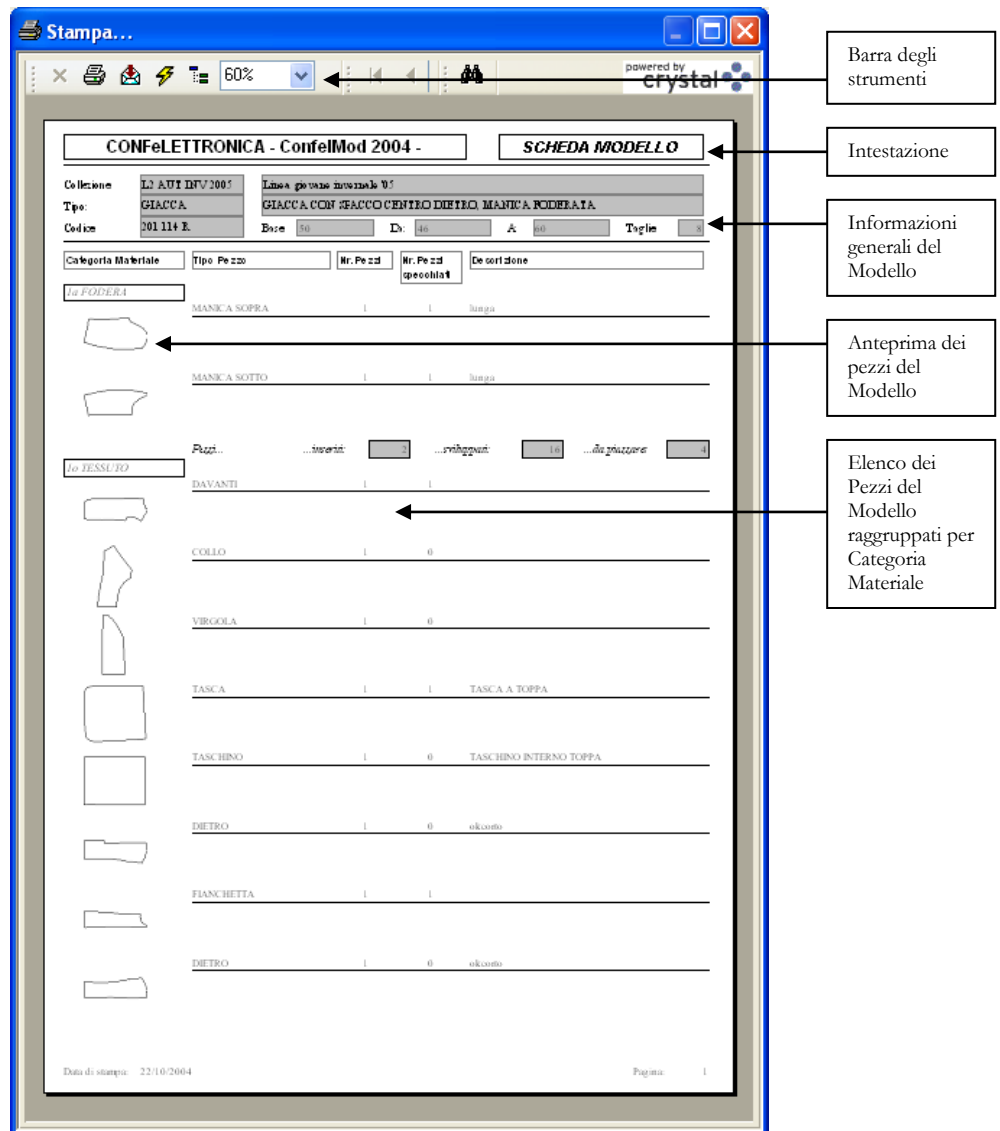 Stampa...
60%
powered by
crystal
CONFeLETTRONICA - ConfelMod 2004 -
SCHEDA MODELLO
Collezione L2 AUT INV 2005 Linea giovane invernale '05
Tipo: GIACCA GIACCA CON SPACCO CENTRO DIETRO, MANICA FODERATA
Codice 201 114 R Base 50 Da: 46 A: 60 Taglie 8
Categoria Materiale Tipo Pezzo Nr. Pezzi Nr. Pezzi specchiati Descrizione
1a FODERA
MANICA SOPRA 1 1 lunga
MANICA SOTTO 1 1 lunga
Pezzi... ...inseriti: 2 ...sviluppati: 16 ...da piazzare: 4
1o TESSUTO
DAVANTI 1 1
COLLO 1 0
VIRGOLA 1 0
TASCA 1 1 TASCA A TOPPA
TASCHINO 1 0 TASCHINO INTERNO TOPPA
DIETRO 1 0
FIANCHETTA 1 1
DIETRO 1 0
Data di stampa: 22/10/2004 Pagina: 1
Barra degli
strumenti
Intestazione
Informazioni
generali del
Modello
Anteprima dei
pezzi del
Modello
Elenco dei
Pezzi del
Modello
raggruppati per
Categoria
Materiale